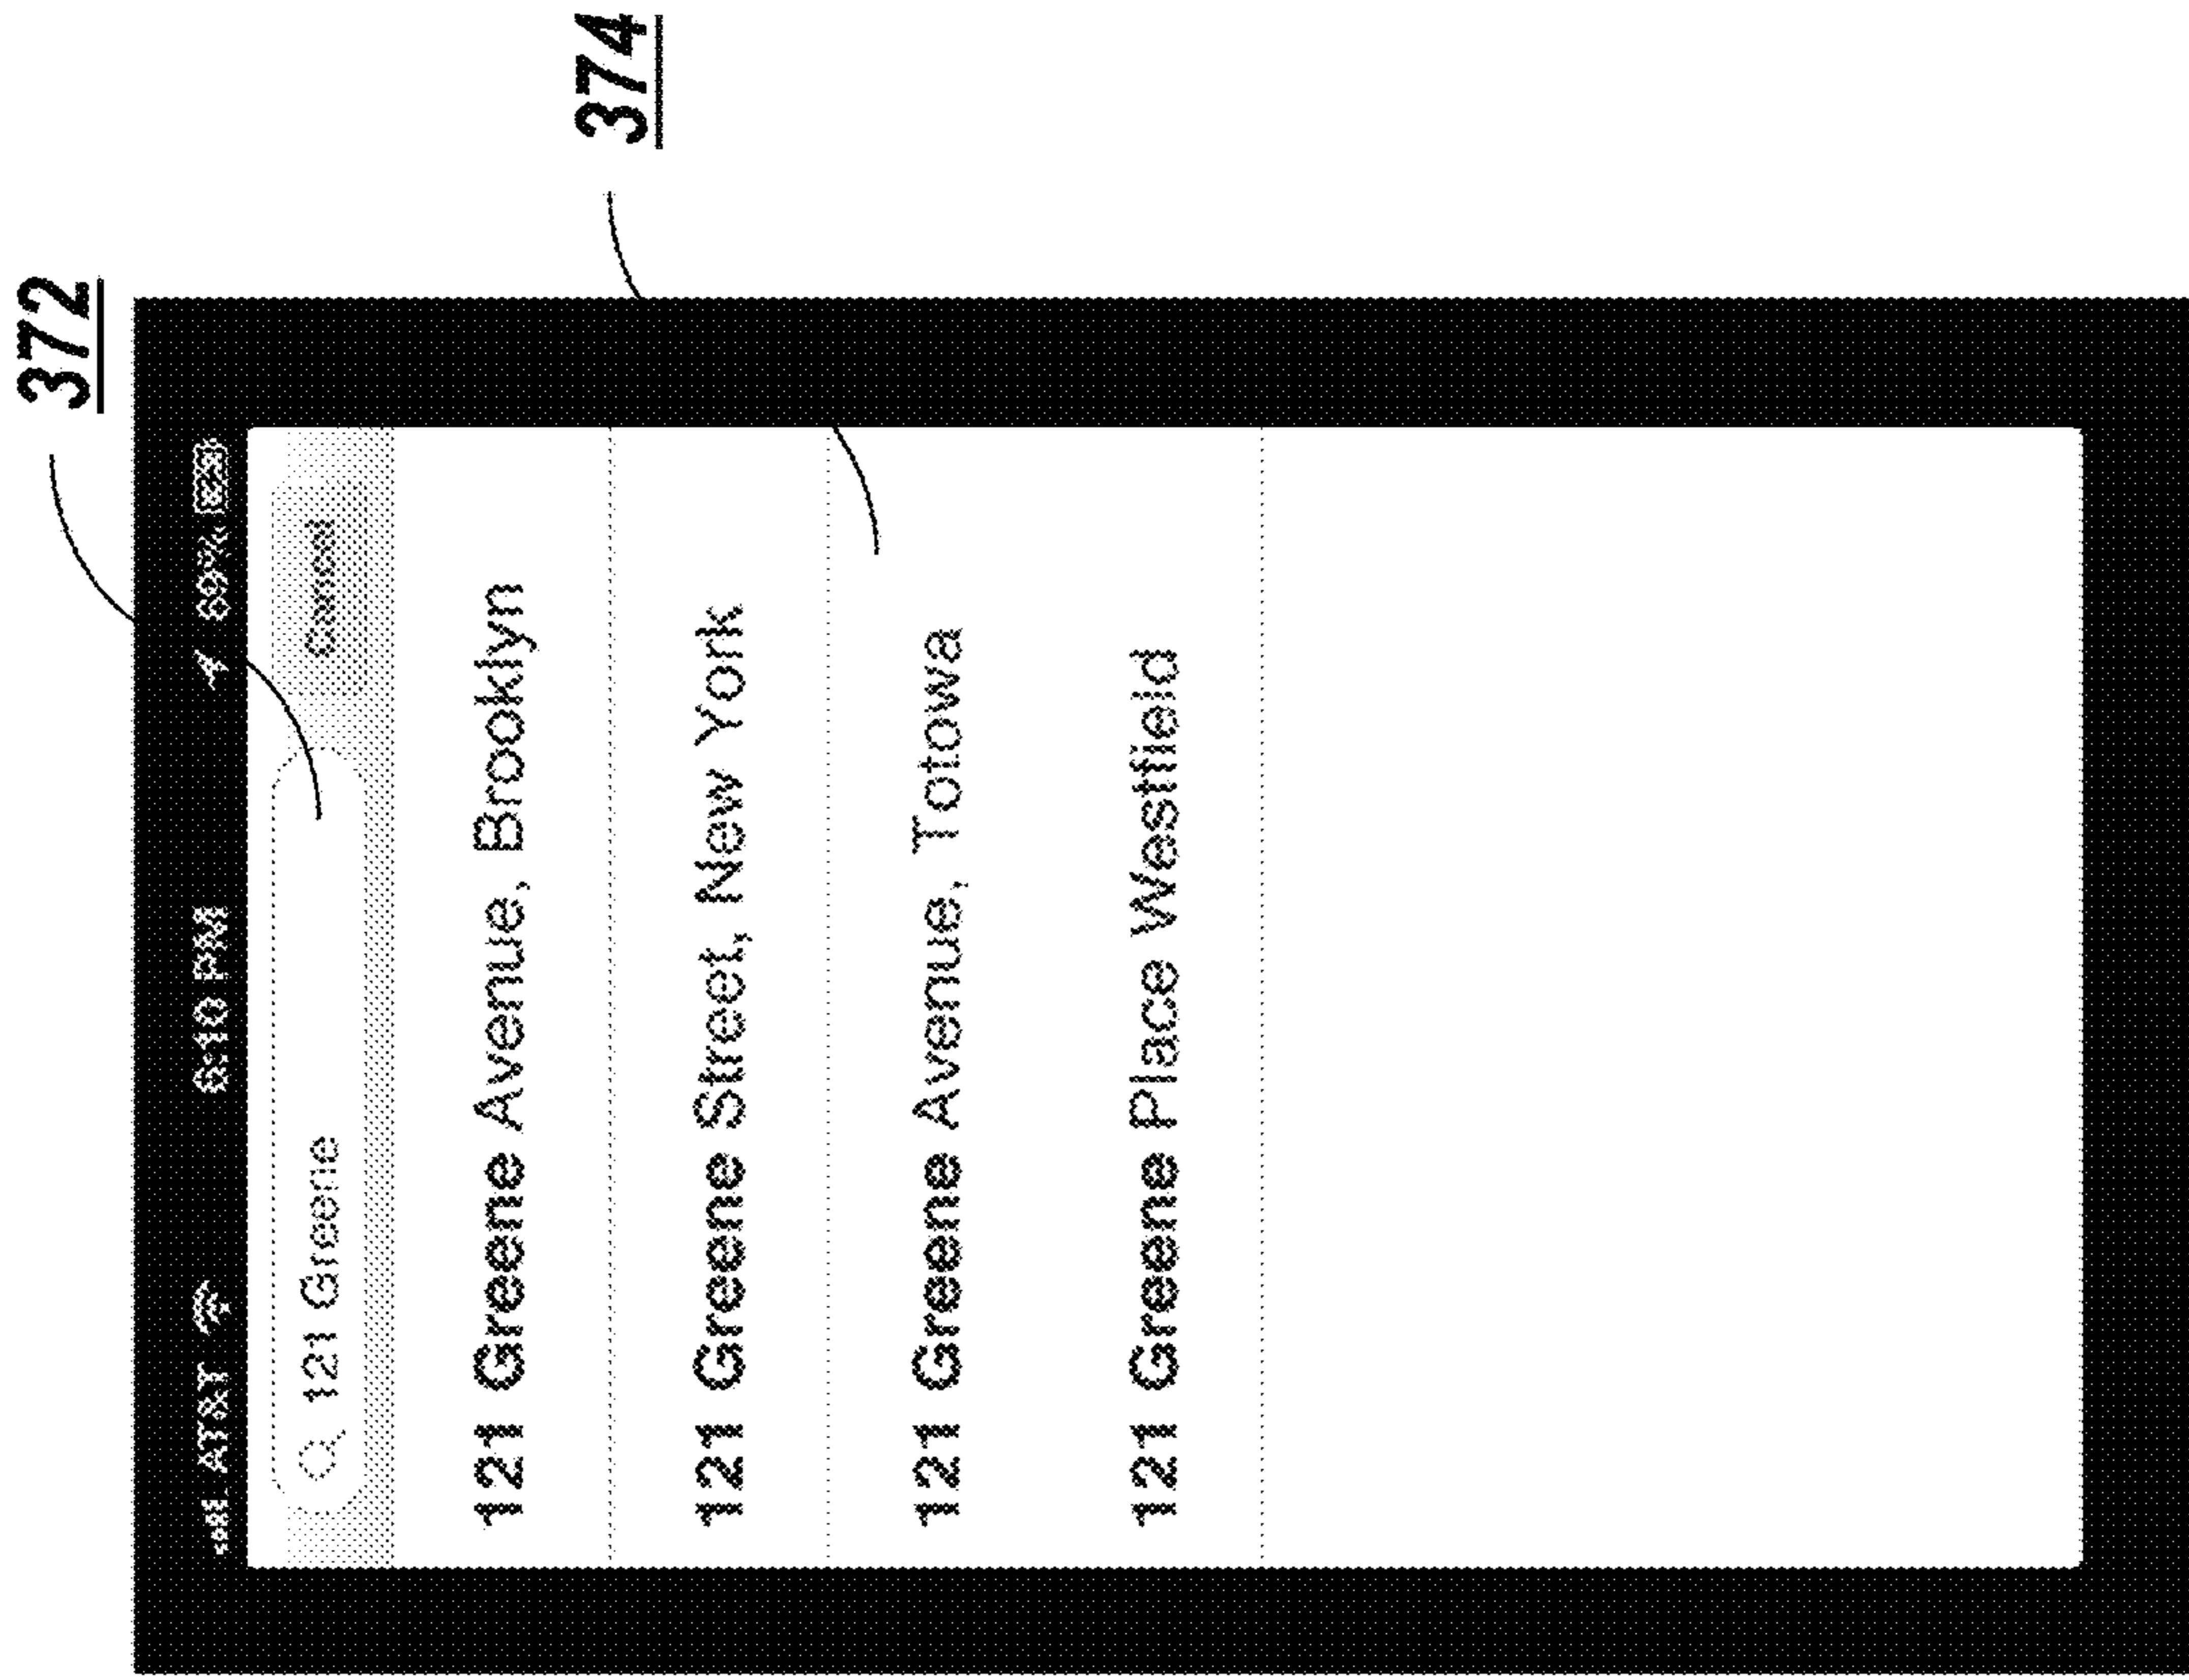 372
374
AT&T 6:10 PM 69%
121 Greene Cancel
121 Greene Avenue, Brooklyn
121 Greene Street, New York
121 Greene Avenue, Totowa
121 Greene Place Westfield